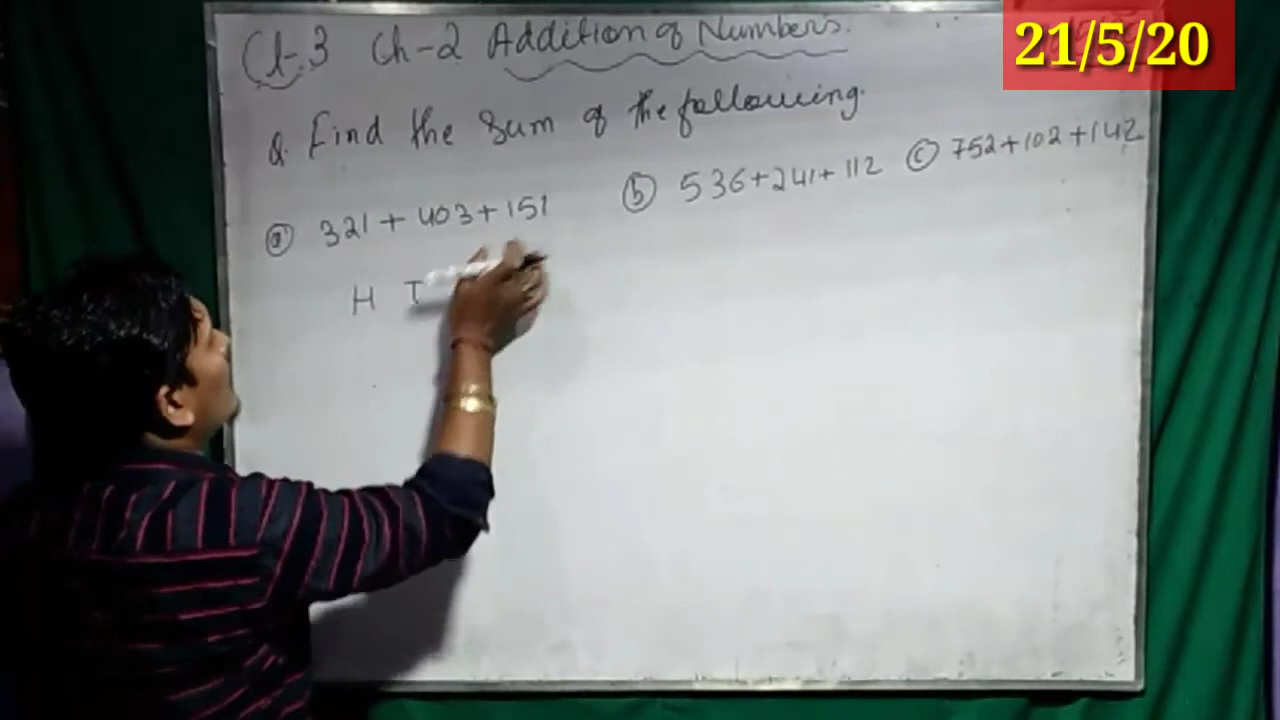 Cl-3 Ch-2 Addition of Numbers.
21/5/20
Q. Find the sum of the following.
(a) 321 + 403 + 151 (b) 536 + 241 + 112 (c) 752 + 102 + 142
H T